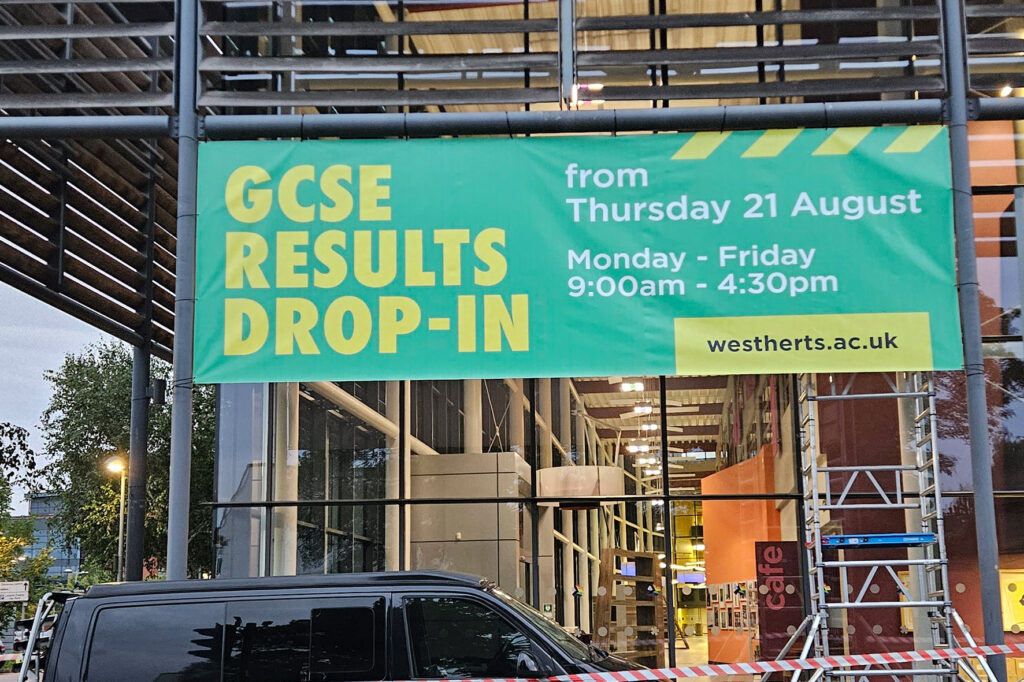 GCSE
RESULTS
DROP-IN
from
Thursday 21 August
Monday - Friday
9:00am - 4:30pm
westherts.ac.uk
cafe